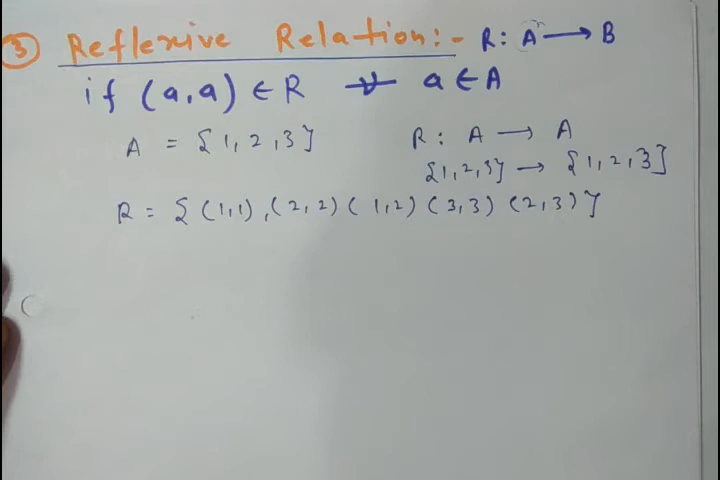 ③ Reflexive Relation:- R: A → B
if (a,a) ∈ R ∀ a ∈ A
A = {1, 2, 3} R: A → A
{1,2,3} → {1, 2, 3}
R = {(1,1), (2,2) (1,2) (3,3) (2,3)}